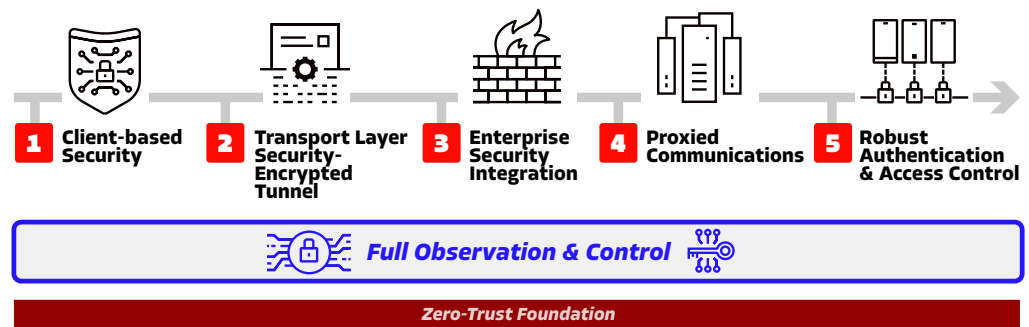 1
Client-based
Security
2
Transport Layer
Security-
Encrypted
Tunnel
3
Enterprise
Security
Integration
4
Proxied
Communications
5
Robust
Authentication
& Access Control
Full Observation & Control
Zero-Trust Foundation